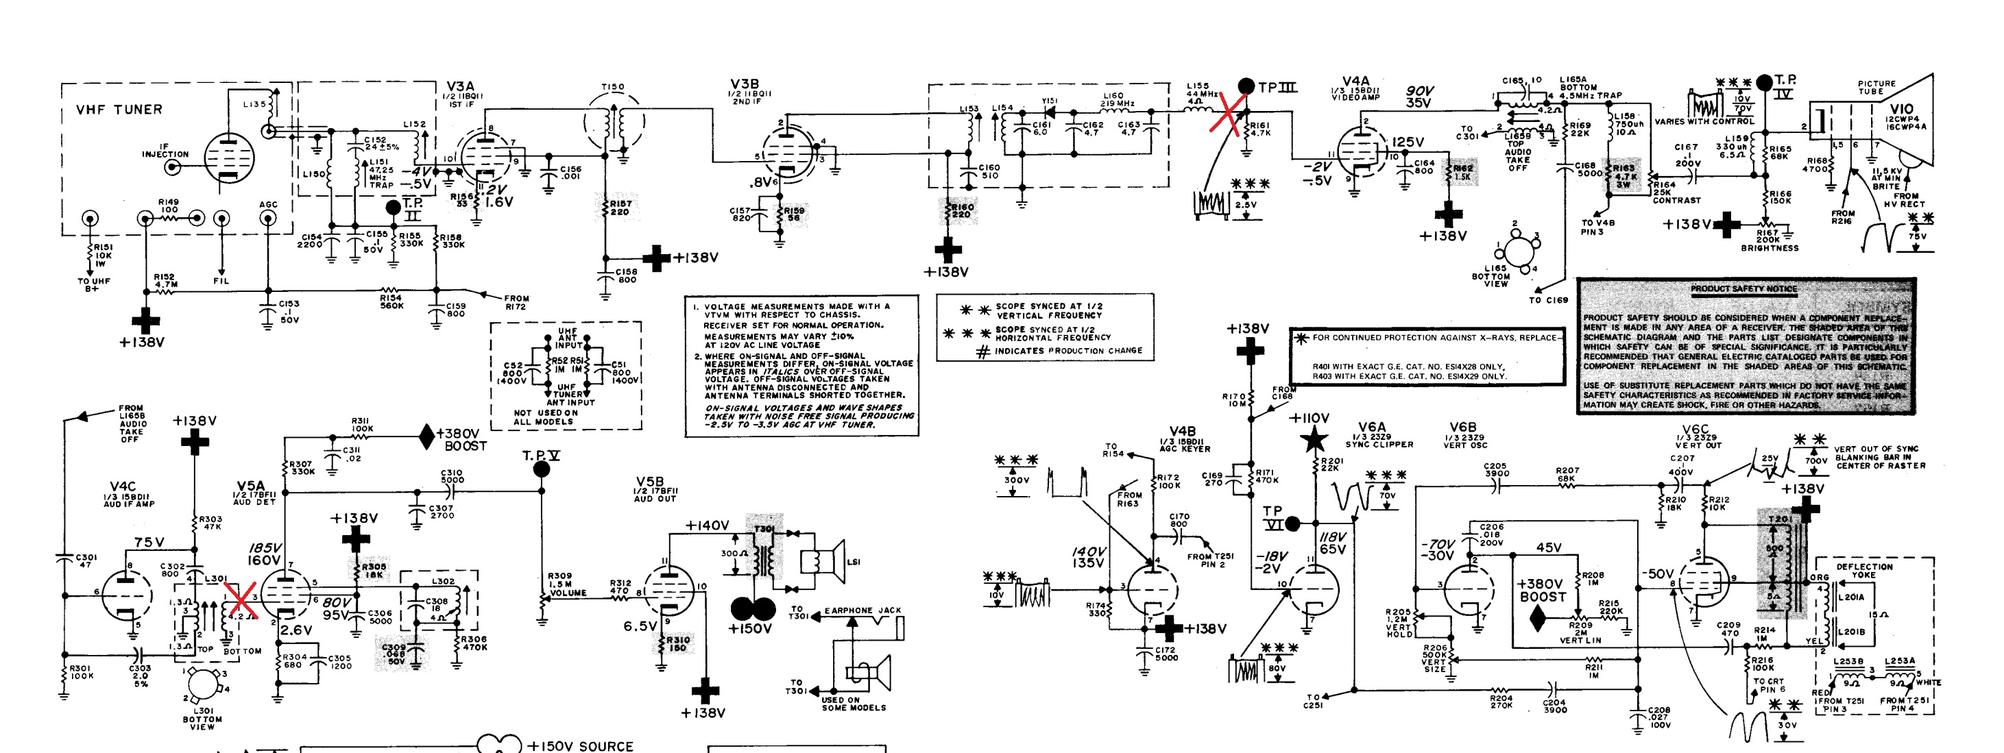 VHF TUNER
L135
IF
INJECTION
R149
100
AGC
R151
10K
1W
TO UHF
B+
R152
4.7M
FIL
+138V
C153
.1
50V
R154
560K
C159
800
FROM
R172
C152
24±5%
L151
47.25
MHz
TRAP
L150
L152
-4V
-.5V
T.P.
II
C154
2200
C155
.1
50V
R155
330K
R158
330K
V3A
1/2 11BQ11
1ST IF
8
7
9
10
11
R156
33
.2V
1.6V
C156
.001
T150
R157
220
+138V
C158
800
V3B
1/2 11BQ11
2ND IF
2
4
3
5
6
.8V
C157
820
R159
56
R160
220
+138V
L153
L154
Y151
C161
6.0
C162
4.7
C163
4.7
L160
219 MHz
C160
510
L155
44 MHz
4Ω
TP III
R161
4.7K
2.5V
V4A
1/3 15BD11
VIDEO AMP
90V
35V
2
11
10
9
-2V
-.5V
125V
C164
800
R162
1.5K
+138V
C165, 10
L165A
BOTTOM
4.5MHz TRAP
4.2Ω
TO
C301
L165B
TOP
AUDIO
TAKE
OFF
R169
22K
C168
5000
L158
750uh
10Ω
R163
4.7K
3W
R164
25K
CONTRAST
TO V4B
PIN 3
L165
BOTTOM
VIEW
TO C169
10V
70V
VARIES WITH CONTROL
T.P.
IV
C167
.1
200V
L159
330 uh
6.5Ω
R165
68K
R166
150K
+138V
R167
200K
BRIGHTNESS
PICTURE
TUBE
V10
12CWP4
16CWP4A
R168
4700
FROM
R216
11.5 KV
AT MIN
BRITE
FROM
HV RECT
75V
UHF
ANT
INPUT
C52
800
1400V
R52
1M
R51
1M
C51
800
1400V
UHF
TUNER
ANT INPUT
NOT USED ON
ALL MODELS
1. VOLTAGE MEASUREMENTS MADE WITH A
VTVM WITH RESPECT TO CHASSIS.
RECEIVER SET FOR NORMAL OPERATION.
MEASUREMENTS MAY VARY ±10%
AT 120V AC LINE VOLTAGE
2. WHERE ON-SIGNAL AND OFF-SIGNAL
MEASUREMENTS DIFFER, ON-SIGNAL VOLTAGE
APPEARS IN ITALICS OVER OFF-SIGNAL
VOLTAGE. OFF-SIGNAL VOLTAGES TAKEN
WITH ANTENNA DISCONNECTED AND
ANTENNA TERMINALS SHORTED TOGETHER.
ON-SIGNAL VOLTAGES AND WAVE SHAPES
TAKEN WITH NOISE FREE SIGNAL PRODUCING
-2.5V TO -3.5V AGC AT VHF TUNER.
** SCOPE SYNCED AT 1/2
VERTICAL FREQUENCY
*** SCOPE SYNCED AT 1/2
HORIZONTAL FREQUENCY
# INDICATES PRODUCTION CHANGE
* FOR CONTINUED PROTECTION AGAINST X-RAYS, REPLACE-
R401 WITH EXACT G.E. CAT. NO. ES14X28 ONLY,
R403 WITH EXACT G.E. CAT. NO. ES14X29 ONLY.
PRODUCT SAFETY NOTICE
PRODUCT SAFETY SHOULD BE CONSIDERED WHEN A COMPONENT REPLACE-
MENT IS MADE IN ANY AREA OF A RECEIVER. THE SHADED AREA OF THIS
SCHEMATIC DIAGRAM AND THE PARTS LIST DESIGNATE COMPONENTS IN
WHICH SAFETY CAN BE OF SPECIAL SIGNIFICANCE. IT IS PARTICULARLY
RECOMMENDED THAT GENERAL ELECTRIC CATALOGED PARTS BE USED FOR
COMPONENT REPLACEMENT IN THE SHADED AREAS OF THIS SCHEMATIC.
USE OF SUBSTITUTE REPLACEMENT PARTS WHICH DO NOT HAVE THE SAME
SAFETY CHARACTERISTICS AS RECOMMENDED IN FACTORY SERVICE INFOR-
MATION MAY CREATE SHOCK, FIRE OR OTHER HAZARDS.
FROM
L165B
AUDIO
TAKE
OFF
+138V
V4C
1/3 15BD11
AUD IF AMP
R303
47K
75V
C301
47
C302
800
L301
1.3Ω
1.3Ω
4.2Ω
TOP
BOTTOM
R301
100K
C303
2.0
5%
L301
BOTTOM
VIEW
V5A
1/2 17BF11
AUD DET
185V
160V
R307
330K
C311
.02
R311
100K
+380V
BOOST
C310
5000
C307
2700
+138V
R305
18K
80V
95V
C306
5000
2.6V
R304
680
C305
1200
L302
C308
18
4Ω
C309
.068
50V
R306
470K
T.P. V
R309
1.5 M
VOLUME
R312
470
V5B
1/2 17BF11
AUD OUT
+140V
11
10
8
9
6.5V
R310
150
+138V
T301
300Ω
+150V
LS1
TO
T301
EARPHONE JACK
TO
T301
USED ON
SOME MODELS
300V
TO
R154
FROM
R163
V4B
1/3 15BD11
AGC KEYER
R172
100K
C170
800
FROM T251
PIN 2
140V
135V
10V
R174
330
+138V
C172
5000
+138V
R170
10M
FROM
C168
C169
270
R171
470K
+110V
R201
22K
TP
VI
V6A
1/3 23Z9
SYNC CLIPPER
70V
118V
65V
-18V
-2V
80V
TO
C251
V6B
1/3 23Z9
VERT OSC
C205
3900
R207
68K
-70V
-30V
C206
.018
200V
45V
R205
1.2M
VERT
HOLD
R206
500K
VERT
SIZE
+380V
BOOST
R208
1M
R209
2M
VERT LIN
R215
220K
R211
1M
R204
270K
C204
3900
C208
.027
100V
V6C
1/3 23Z9
VERT OUT
C207
400V
R210
18K
R212
10K
-50V
25V
700V
VERT OUT OF SYNC
BLANKING BAR IN
CENTER OF RASTER
+138V
T201
500Ω
5Ω
C209
470
R214
1M
R216
100K
TO CRT
PIN 6
30V
DEFLECTION
YOKE
ORG
L201A
L201B
15Ω
YEL
L253B
9Ω
L253A
9Ω
WHITE
RED
FROM T251
PIN 3
FROM T251
PIN 4
+150V SOURCE